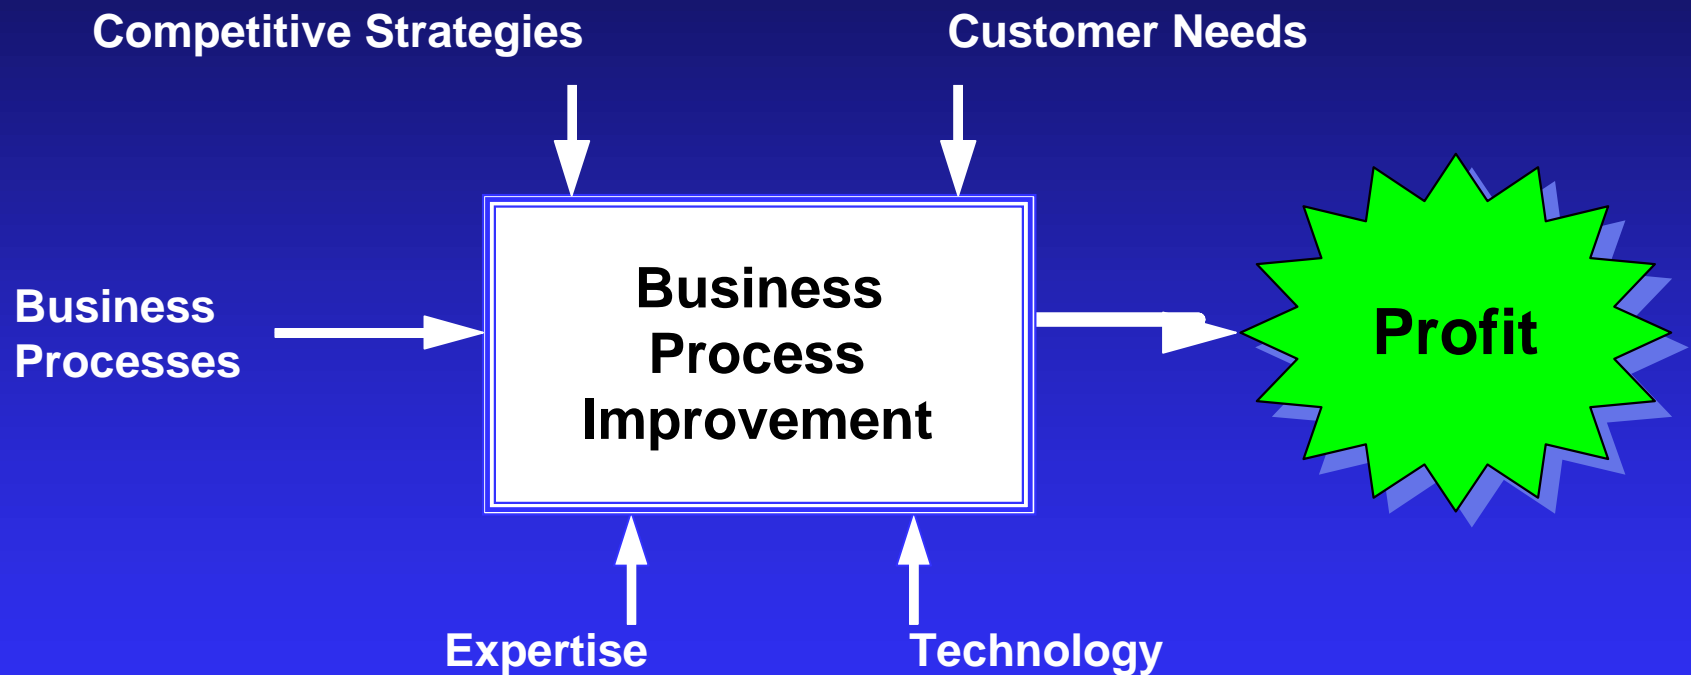 Competitive Strategies
Customer Needs
Business
Processes
Business
Process
Improvement
Profit
Expertise
Technology